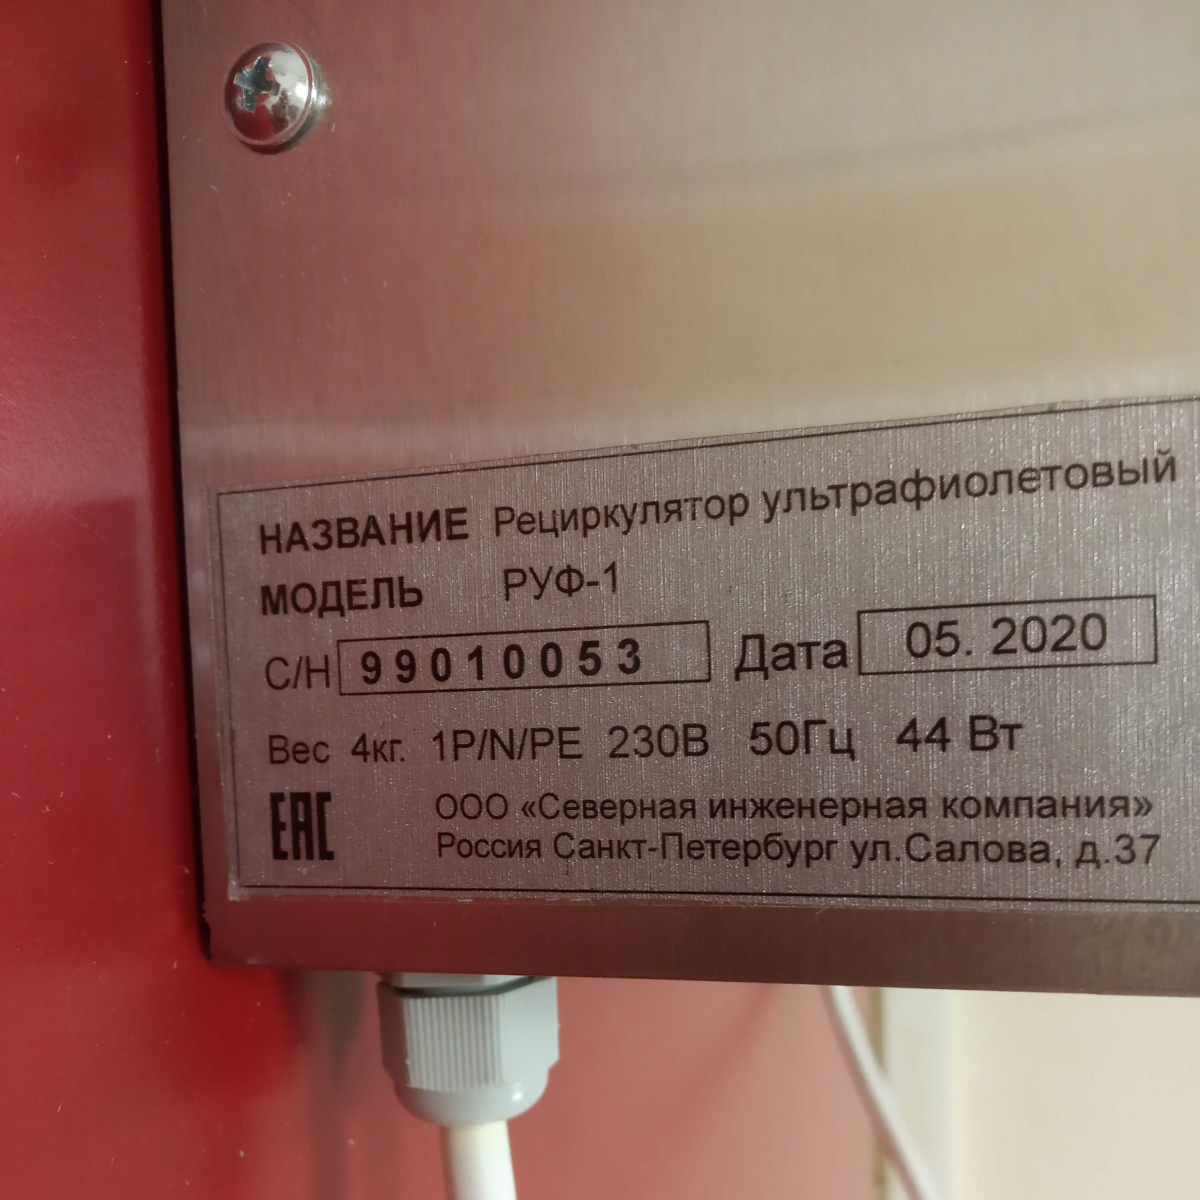 НАЗВАНИЕ Рециркулятор ультрафиолетовый
МОДЕЛЬ РУФ-1
С/Н 99010053 Дата 05. 2020
Вес 4кг. 1P/N/PE 230В 50Гц 44 Вт
ЕАС ООО «Северная инженерная компания»
Россия Санкт-Петербург ул.Салова, д.37